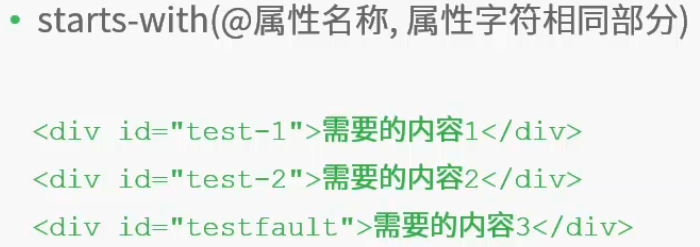 • starts-with(@属性名称, 属性字符相同部分)
<div id="test-1">需要的内容1</div>
<div id="test-2">需要的内容2</div>
<div id="testfault">需要的内容3</div>